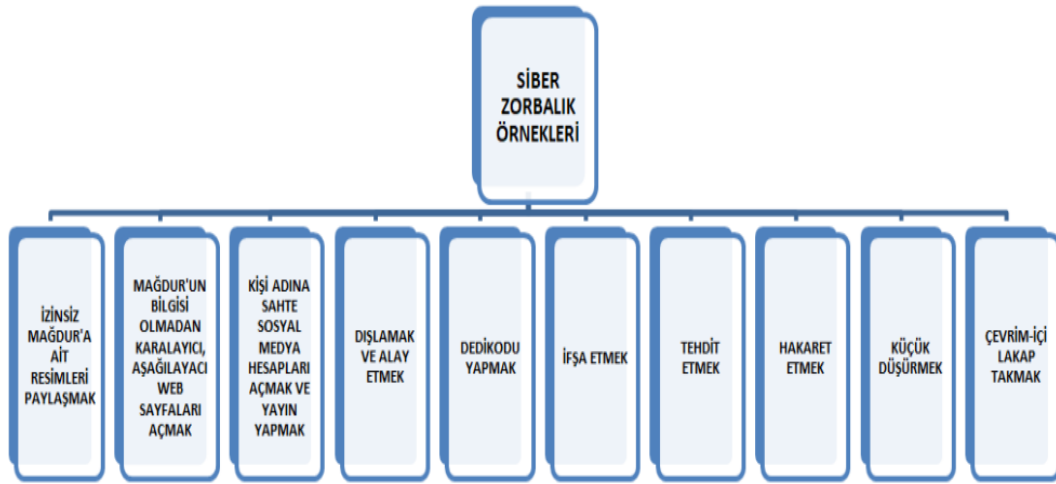 SİBER
ZORBALIK
ÖRNEKLERİ
İZİNSİZ
MAĞDUR'A
AİT
RESİMLERİ
PAYLAŞMAK
MAĞDUR'UN
BİLGİSİ
OLMADAN
KARALAYICI,
AŞAĞILAYACI
WEB
SAYFALARI
AÇMAK
KİŞİ ADINA
SAHTE
SOSYAL
MEDYA
HESAPLARI
AÇMAK VE
YAYIN
YAPMAK
DIŞLAMAK
VE ALAY
ETMEK
DEDİKODU
YAPMAK
İFŞA ETMEK
TEHDİT
ETMEK
HAKARET
ETMEK
KÜÇÜK
DÜŞÜRMEK
ÇEVRİM-İÇİ
LAKAP
TAKMAK